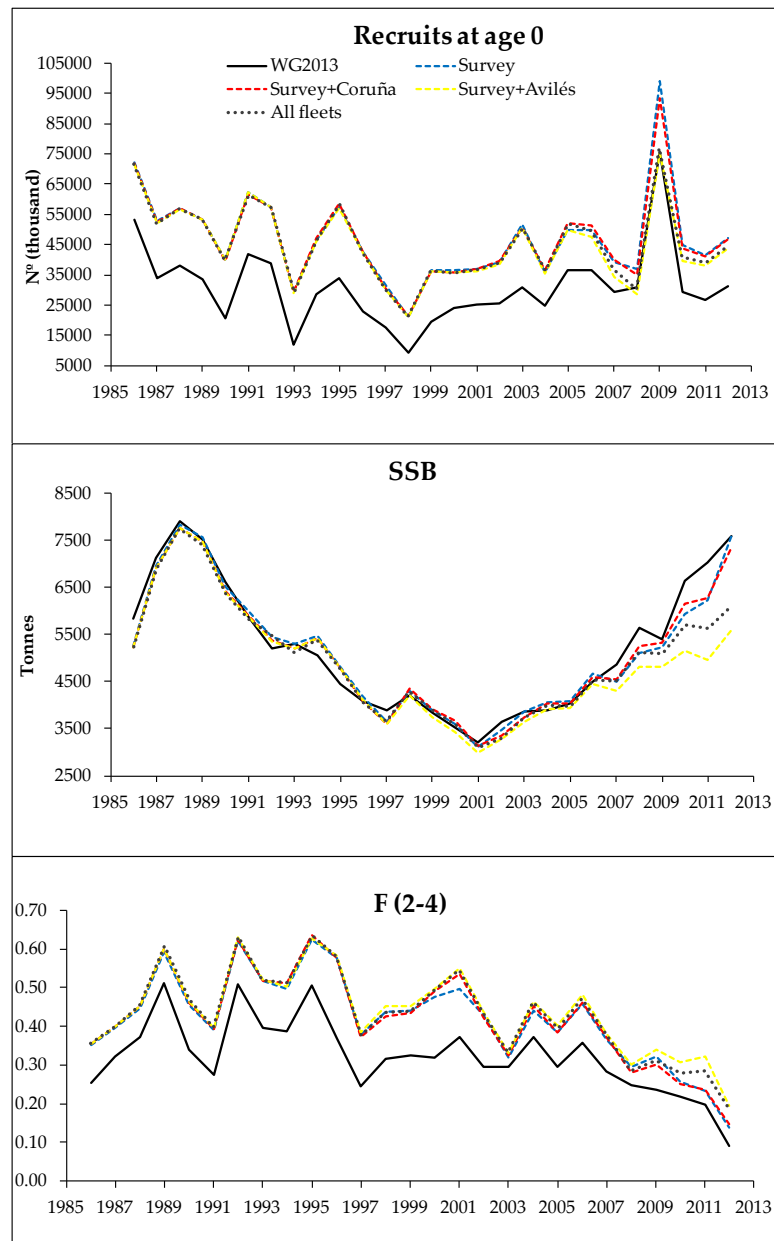 Recruits at age 0
WG2013 Survey
Survey+Coruña Survey+Avilés
All fleets
Nº (thousand)
105000
95000
85000
75000
65000
55000
45000
35000
25000
15000
5000
1985 1987 1989 1991 1993 1995 1997 1999 2001 2003 2005 2007 2009 2011 2013
SSB
Tonnes
8500
7500
6500
5500
4500
3500
2500
1985 1987 1989 1991 1993 1995 1997 1999 2001 2003 2005 2007 2009 2011 2013
F (2-4)
0.70
0.60
0.50
0.40
0.30
0.20
0.10
0.00
1985 1987 1989 1991 1993 1995 1997 1999 2001 2003 2005 2007 2009 2011 2013